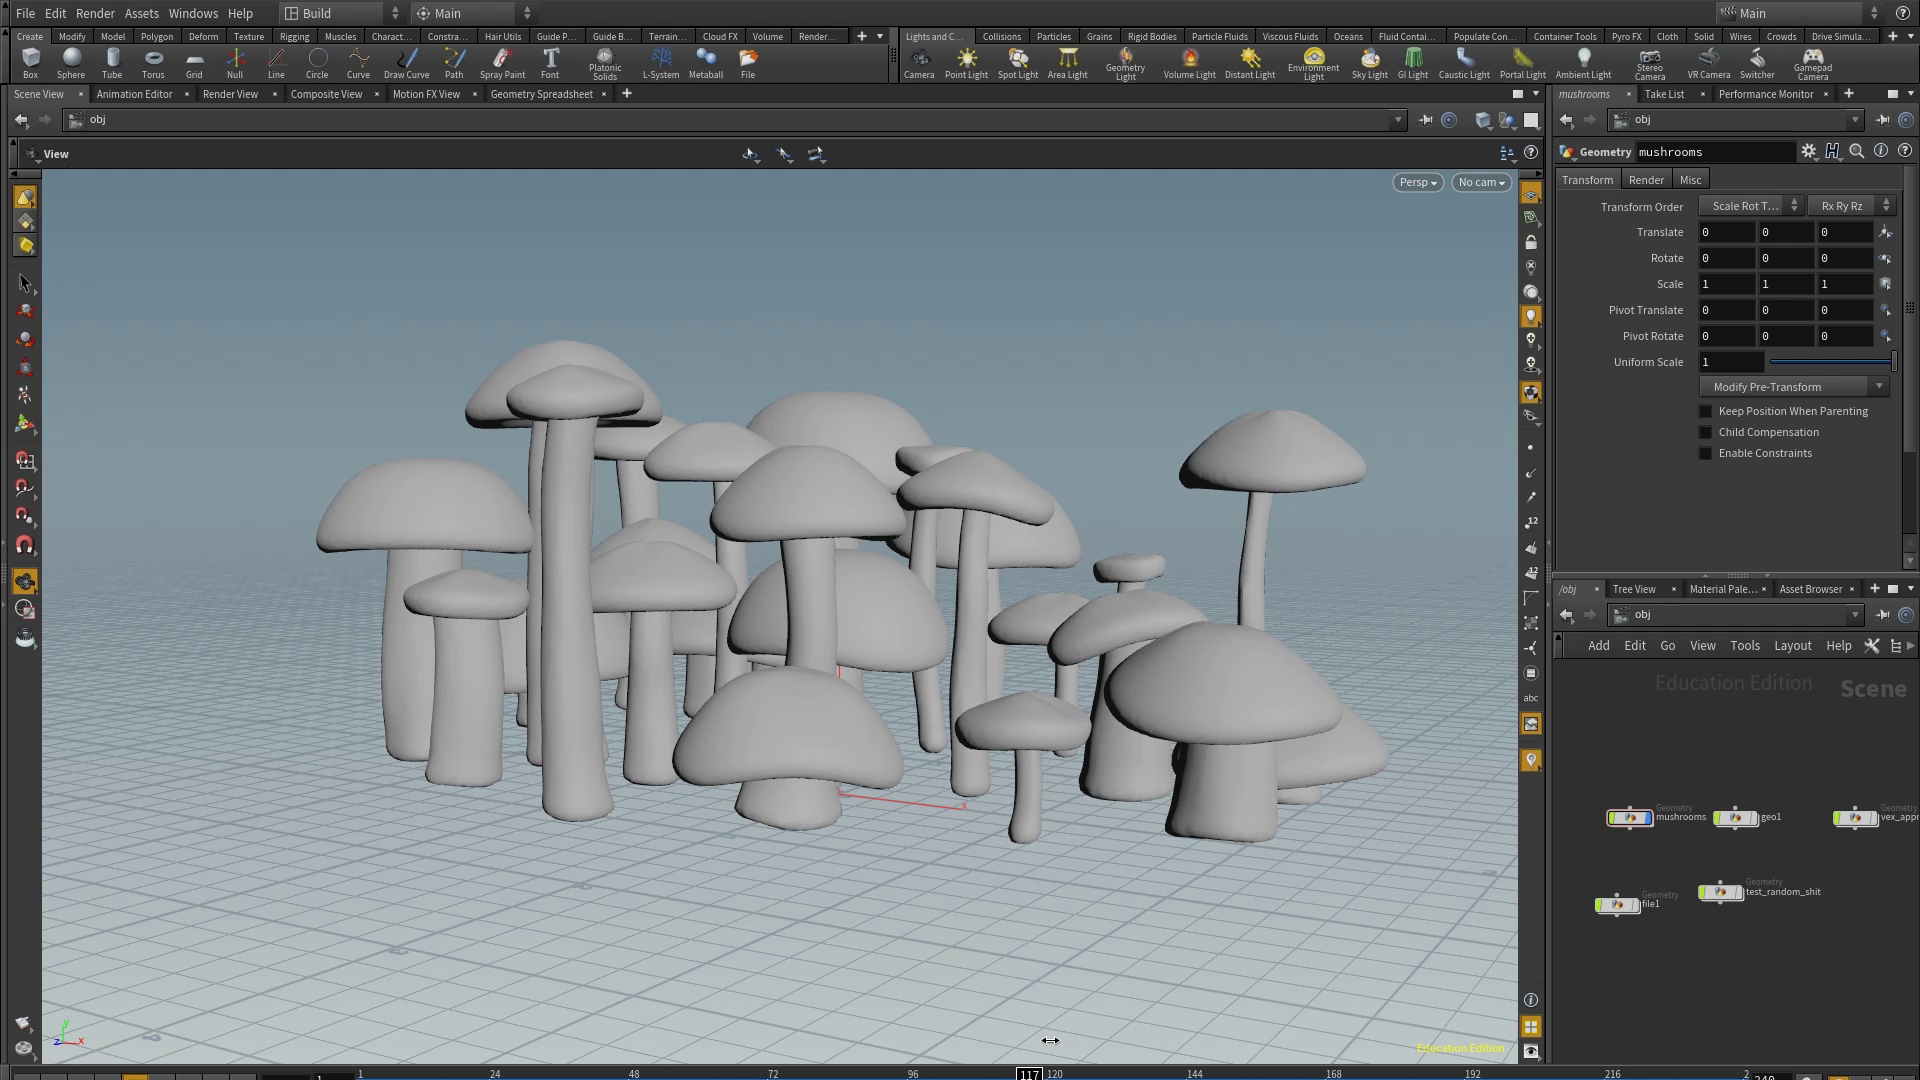 File Edit Render Assets Windows Help Build Main Main
Create Modify Model Polygon Deform Texture Rigging Muscles Charact... Constra... Hair Utils Guide P... Guide B... Terrain... Cloud FX Volume Render...
Lights and C... Collisions Particles Grains Rigid Bodies Particle Fluids Viscous Fluids Oceans Fluid Contai... Populate Con... Container Tools Pyro FX Cloth Solid Wires Crowds Drive Simula...
Box Sphere Tube Torus Grid Null Line Circle Curve Draw Curve Path Spray Paint Font Platonic Solids L-System Metaball File
Camera Point Light Spot Light Area Light Geometry Light Volume Light Distant Light Environment Light Sky Light GI Light Caustic Light Portal Light Ambient Light Stereo Camera VR Camera Switcher Gamepad Camera
Scene View Animation Editor Render View Composite View Motion FX View Geometry Spreadsheet
mushrooms Take List Performance Monitor
obj
obj
View
Persp No cam
Geometry mushrooms
Transform Render Misc
Transform Order Scale Rot T... Rx Ry Rz
Translate 0 0 0
Rotate 0 0 0
Scale 1 1 1
Pivot Translate 0 0 0
Pivot Rotate 0 0 0
Uniform Scale 1
Modify Pre-Transform
Keep Position When Parenting
Child Compensation
Enable Constraints
12
12
abc
/obj Tree View Material Pale... Asset Browser
obj
Add Edit Go View Tools Layout Help
Education Edition Scene
Geometry
mushrooms
geo1
Geometry
vex_appr
Geometry
file1
Geometry
test_random_shit
x
y
z x
Education Edition
1 24 48 72 96 117 120 144 168 192 216 2
1
240